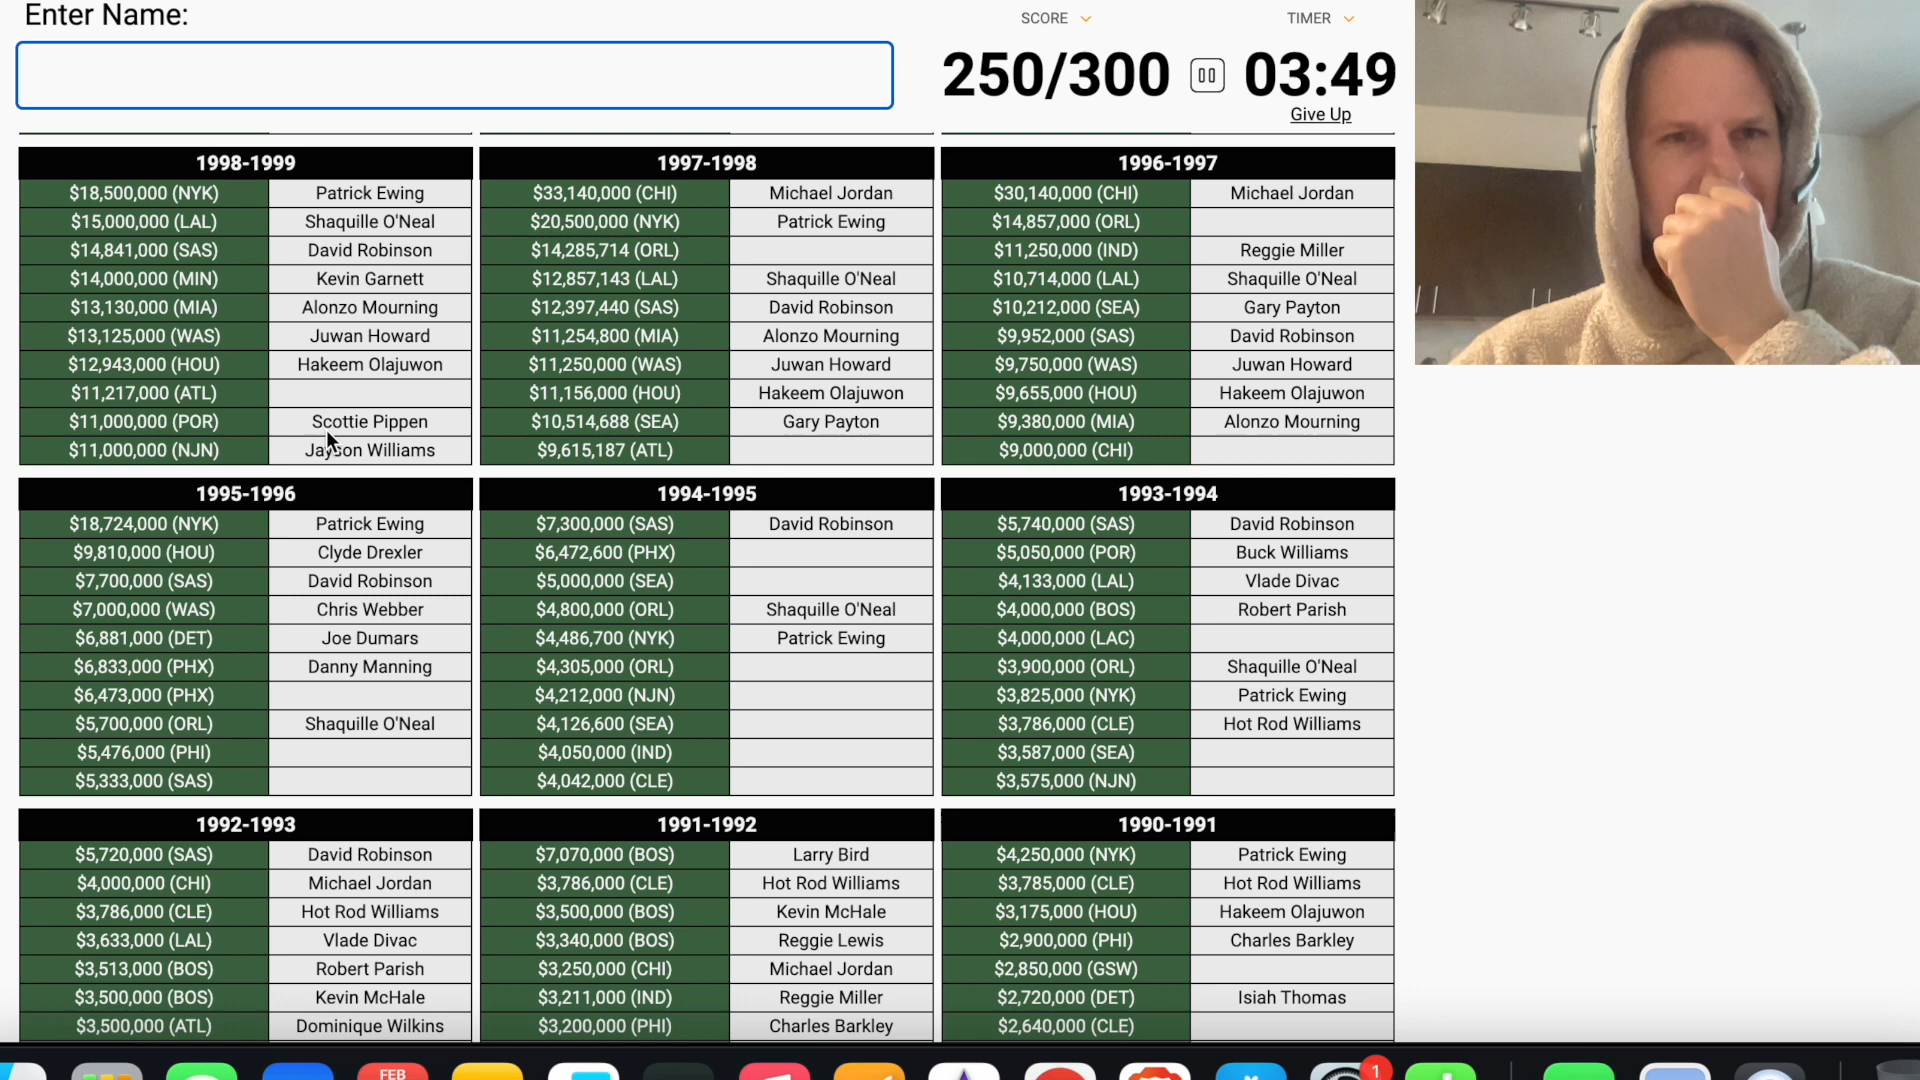 Enter Name:
SCORE
TIMER
250/300
03:49
Give Up
1998-1999
$18,500,000 (NYK) Patrick Ewing
$15,000,000 (LAL) Shaquille O'Neal
$14,841,000 (SAS) David Robinson
$14,000,000 (MIN) Kevin Garnett
$13,130,000 (MIA) Alonzo Mourning
$13,125,000 (WAS) Juwan Howard
$12,943,000 (HOU) Hakeem Olajuwon
$11,217,000 (ATL)
$11,000,000 (POR) Scottie Pippen
$11,000,000 (NJN) Jayson Williams
1997-1998
$33,140,000 (CHI) Michael Jordan
$20,500,000 (NYK) Patrick Ewing
$14,285,714 (ORL)
$12,857,143 (LAL) Shaquille O'Neal
$12,397,440 (SAS) David Robinson
$11,254,800 (MIA) Alonzo Mourning
$11,250,000 (WAS) Juwan Howard
$11,156,000 (HOU) Hakeem Olajuwon
$10,514,688 (SEA) Gary Payton
$9,615,187 (ATL)
1996-1997
$30,140,000 (CHI) Michael Jordan
$14,857,000 (ORL)
$11,250,000 (IND) Reggie Miller
$10,714,000 (LAL) Shaquille O'Neal
$10,212,000 (SEA) Gary Payton
$9,952,000 (SAS) David Robinson
$9,750,000 (WAS) Juwan Howard
$9,655,000 (HOU) Hakeem Olajuwon
$9,380,000 (MIA) Alonzo Mourning
$9,000,000 (CHI)
1995-1996
$18,724,000 (NYK) Patrick Ewing
$9,810,000 (HOU) Clyde Drexler
$7,700,000 (SAS) David Robinson
$7,000,000 (WAS) Chris Webber
$6,881,000 (DET) Joe Dumars
$6,833,000 (PHX) Danny Manning
$6,473,000 (PHX)
$5,700,000 (ORL) Shaquille O'Neal
$5,476,000 (PHI)
$5,333,000 (SAS)
1994-1995
$7,300,000 (SAS) David Robinson
$6,472,600 (PHX)
$5,000,000 (SEA)
$4,800,000 (ORL) Shaquille O'Neal
$4,486,700 (NYK) Patrick Ewing
$4,305,000 (ORL)
$4,212,000 (NJN)
$4,126,600 (SEA)
$4,050,000 (IND)
$4,042,000 (CLE)
1993-1994
$5,740,000 (SAS) David Robinson
$5,050,000 (POR) Buck Williams
$4,133,000 (LAL) Vlade Divac
$4,000,000 (BOS) Robert Parish
$4,000,000 (LAC)
$3,900,000 (ORL) Shaquille O'Neal
$3,825,000 (NYK) Patrick Ewing
$3,786,000 (CLE) Hot Rod Williams
$3,587,000 (SEA)
$3,575,000 (NJN)
1992-1993
$5,720,000 (SAS) David Robinson
$4,000,000 (CHI) Michael Jordan
$3,786,000 (CLE) Hot Rod Williams
$3,633,000 (LAL) Vlade Divac
$3,513,000 (BOS) Robert Parish
$3,500,000 (BOS) Kevin McHale
$3,500,000 (ATL) Dominique Wilkins
1991-1992
$7,070,000 (BOS) Larry Bird
$3,786,000 (CLE) Hot Rod Williams
$3,500,000 (BOS) Kevin McHale
$3,340,000 (BOS) Reggie Lewis
$3,250,000 (CHI) Michael Jordan
$3,211,000 (IND) Reggie Miller
$3,200,000 (PHI) Charles Barkley
1990-1991
$4,250,000 (NYK) Patrick Ewing
$3,785,000 (CLE) Hot Rod Williams
$3,175,000 (HOU) Hakeem Olajuwon
$2,900,000 (PHI) Charles Barkley
$2,850,000 (GSW)
$2,720,000 (DET) Isiah Thomas
$2,640,000 (CLE)
FEB
1